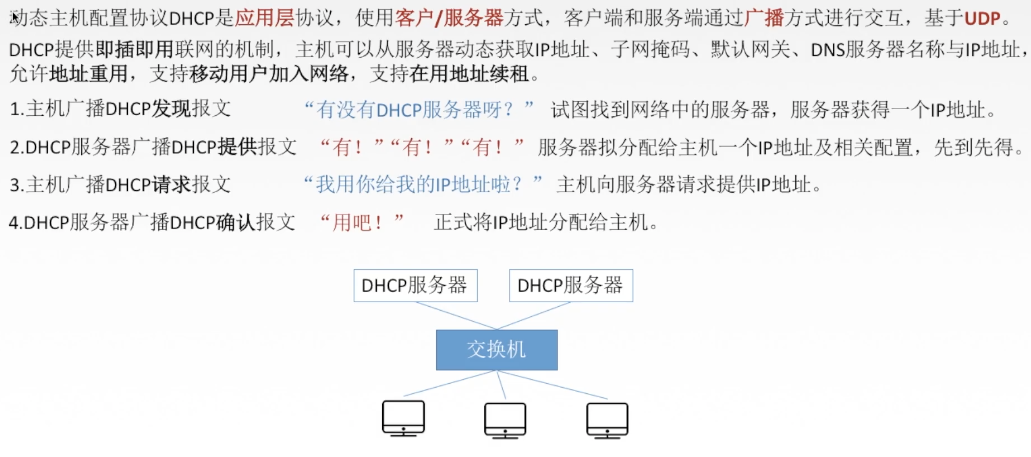 动态主机配置协议DHCP是应用层协议，使用客户/服务器方式，客户端和服务端通过广播方式进行交互，基于UDP。
DHCP提供即插即用联网的机制，主机可以从服务器动态获取IP地址、子网掩码、默认网关、DNS服务器名称与IP地址，
允许地址重用，支持移动用户加入网络，支持在用地址续租。
1.主机广播DHCP发现报文 “有没有DHCP服务器呀？” 试图找到网络中的服务器，服务器获得一个IP地址。
2.DHCP服务器广播DHCP提供报文 “有！”“有！”“有！” 服务器拟分配给主机一个IP地址及相关配置，先到先得。
3.主机广播DHCP请求报文 “我用你给我的IP地址啦？” 主机向服务器请求提供IP地址。
4.DHCP服务器广播DHCP确认报文 “用吧！” 正式将IP地址分配给主机。
DHCP服务器 DHCP服务器
交换机